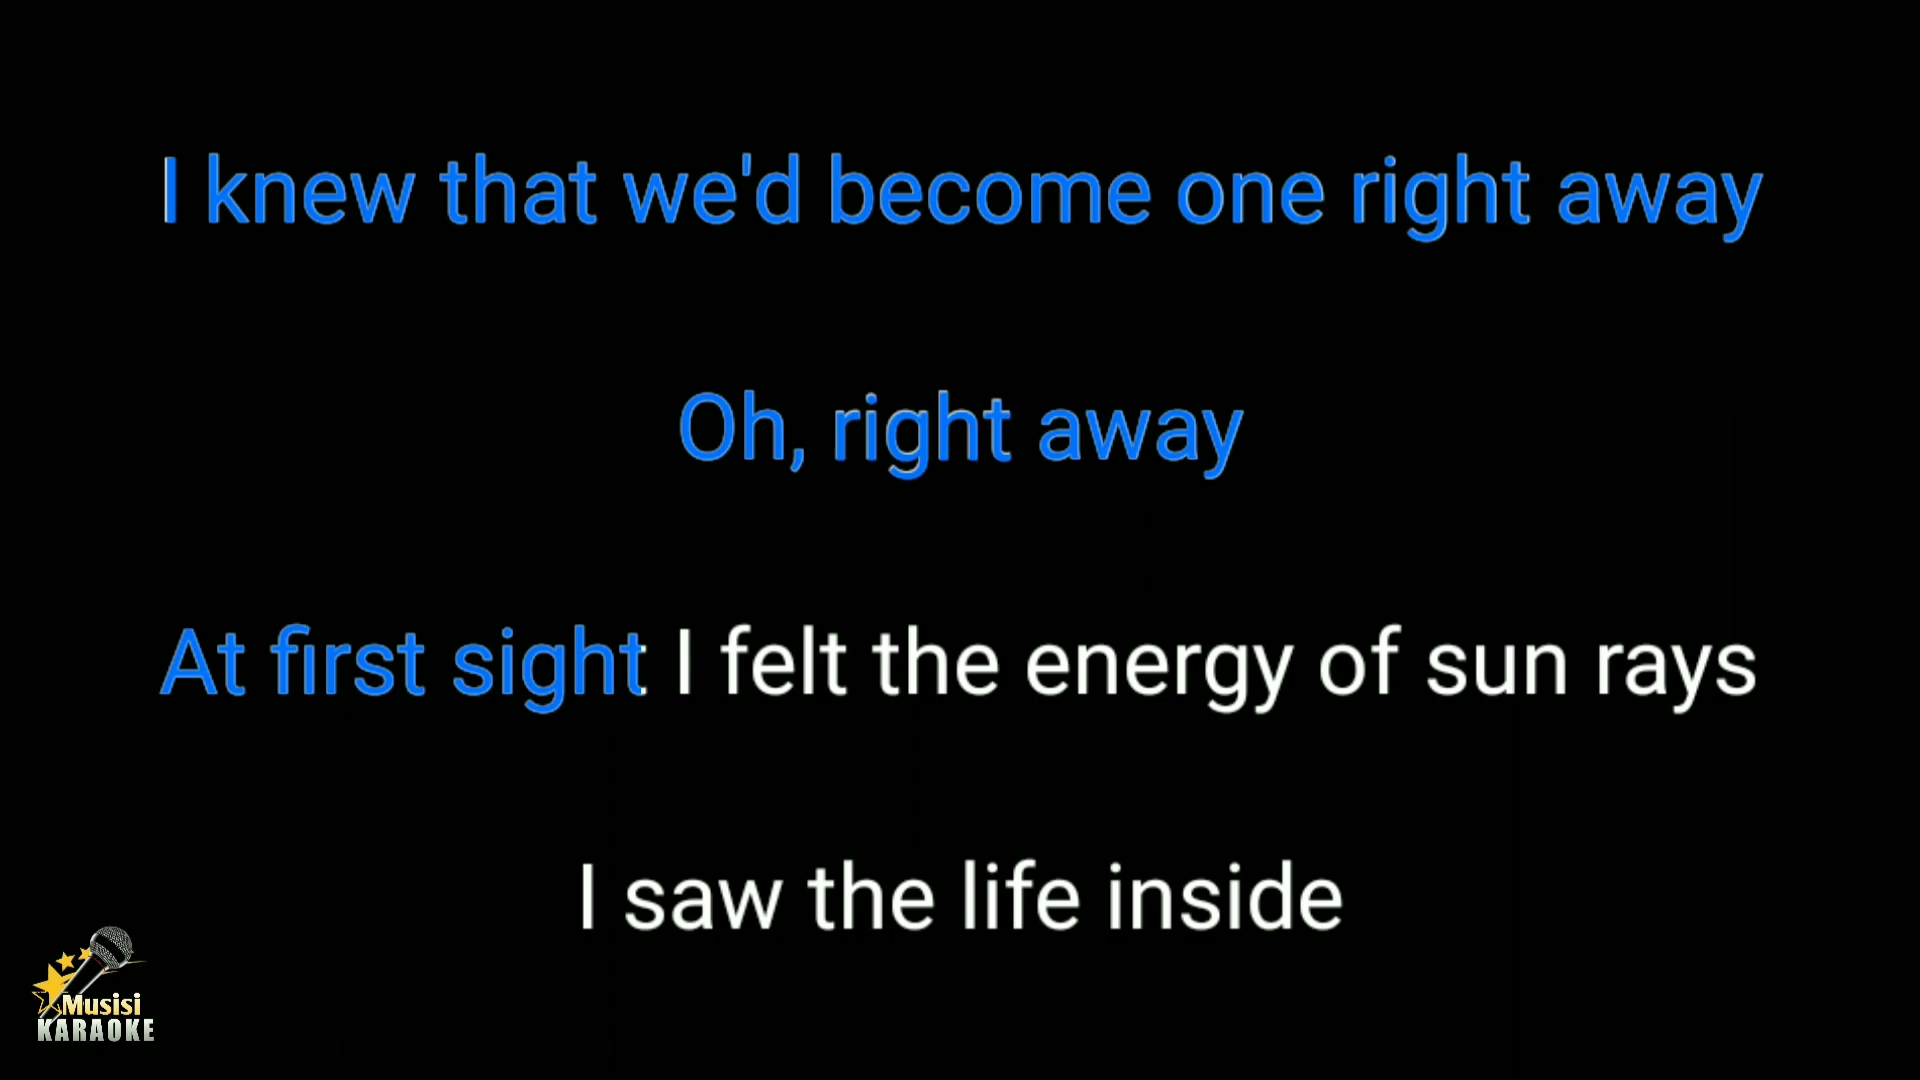 I knew that we'd become one right away
Oh, right away
At first sight I felt the energy of sun rays
I saw the life inside
Musisi
KARAOKE